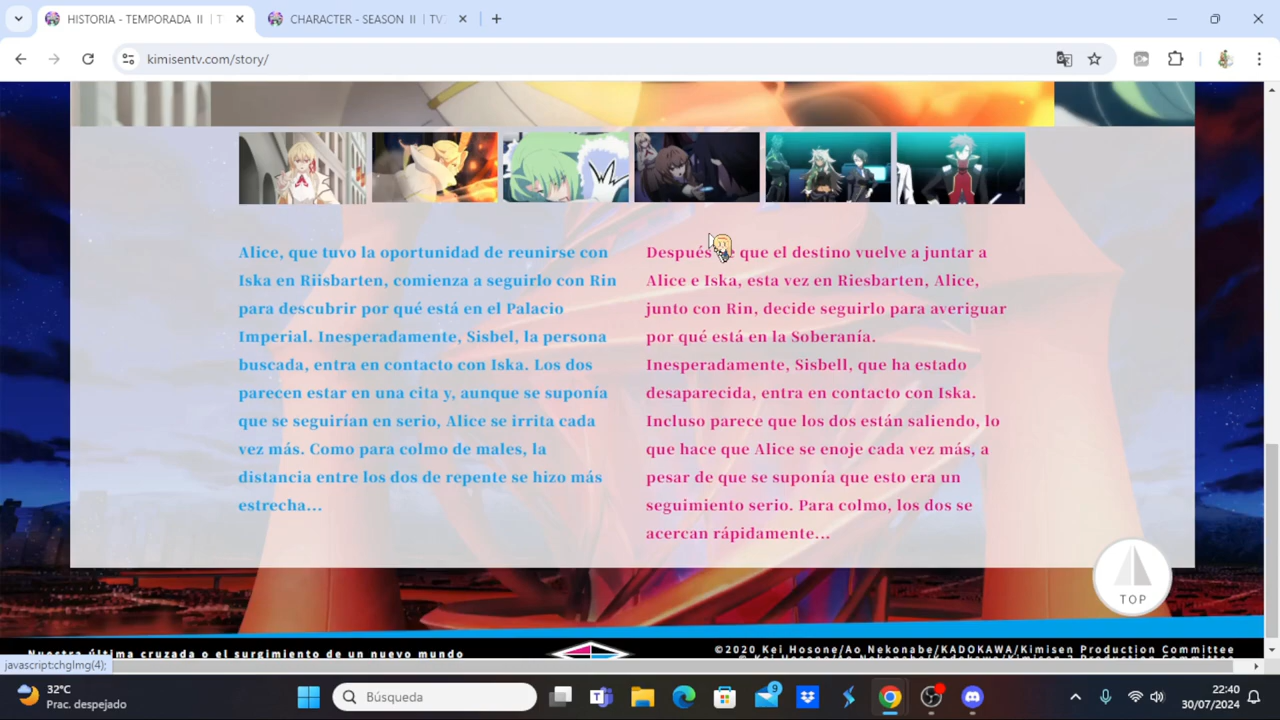 HISTORIA - TEMPORADA II | T
CHARACTER - SEASON II | TV
kimisentv.com/story/
Alice, que tuvo la oportunidad de reunirse con
Iska en Riisbarten, comienza a seguirlo con Rin
para descubrir por qué está en el Palacio
Imperial. Inesperadamente, Sisbel, la persona
buscada, entra en contacto con Iska. Los dos
parecen estar en una cita y, aunque se suponía
que se seguirían en serio, Alice se irrita cada
vez más. Como para colmo de males, la
distancia entre los dos de repente se hizo más
estrecha...
Después que el destino vuelve a juntar a
Alice e Iska, esta vez en Riesbarten, Alice,
junto con Rin, decide seguirlo para averiguar
por qué está en la Soberanía.
Inesperadamente, Sisbell, que ha estado
desaparecida, entra en contacto con Iska.
Incluso parece que los dos están saliendo, lo
que hace que Alice se enoje cada vez más, a
pesar de que se suponía que esto era un
seguimiento serio. Para colmo, los dos se
acercan rápidamente...
TOP
Nuestra última cruzada o el surgimiento de un nuevo mundo
©2020 Kei Hosone/Ao Nekonabe/KADOKAWA/Kimisen Production Committee
javascript:chgImg(4);
32°C
Prac. despejado
Búsqueda
9
22:40
30/07/2024